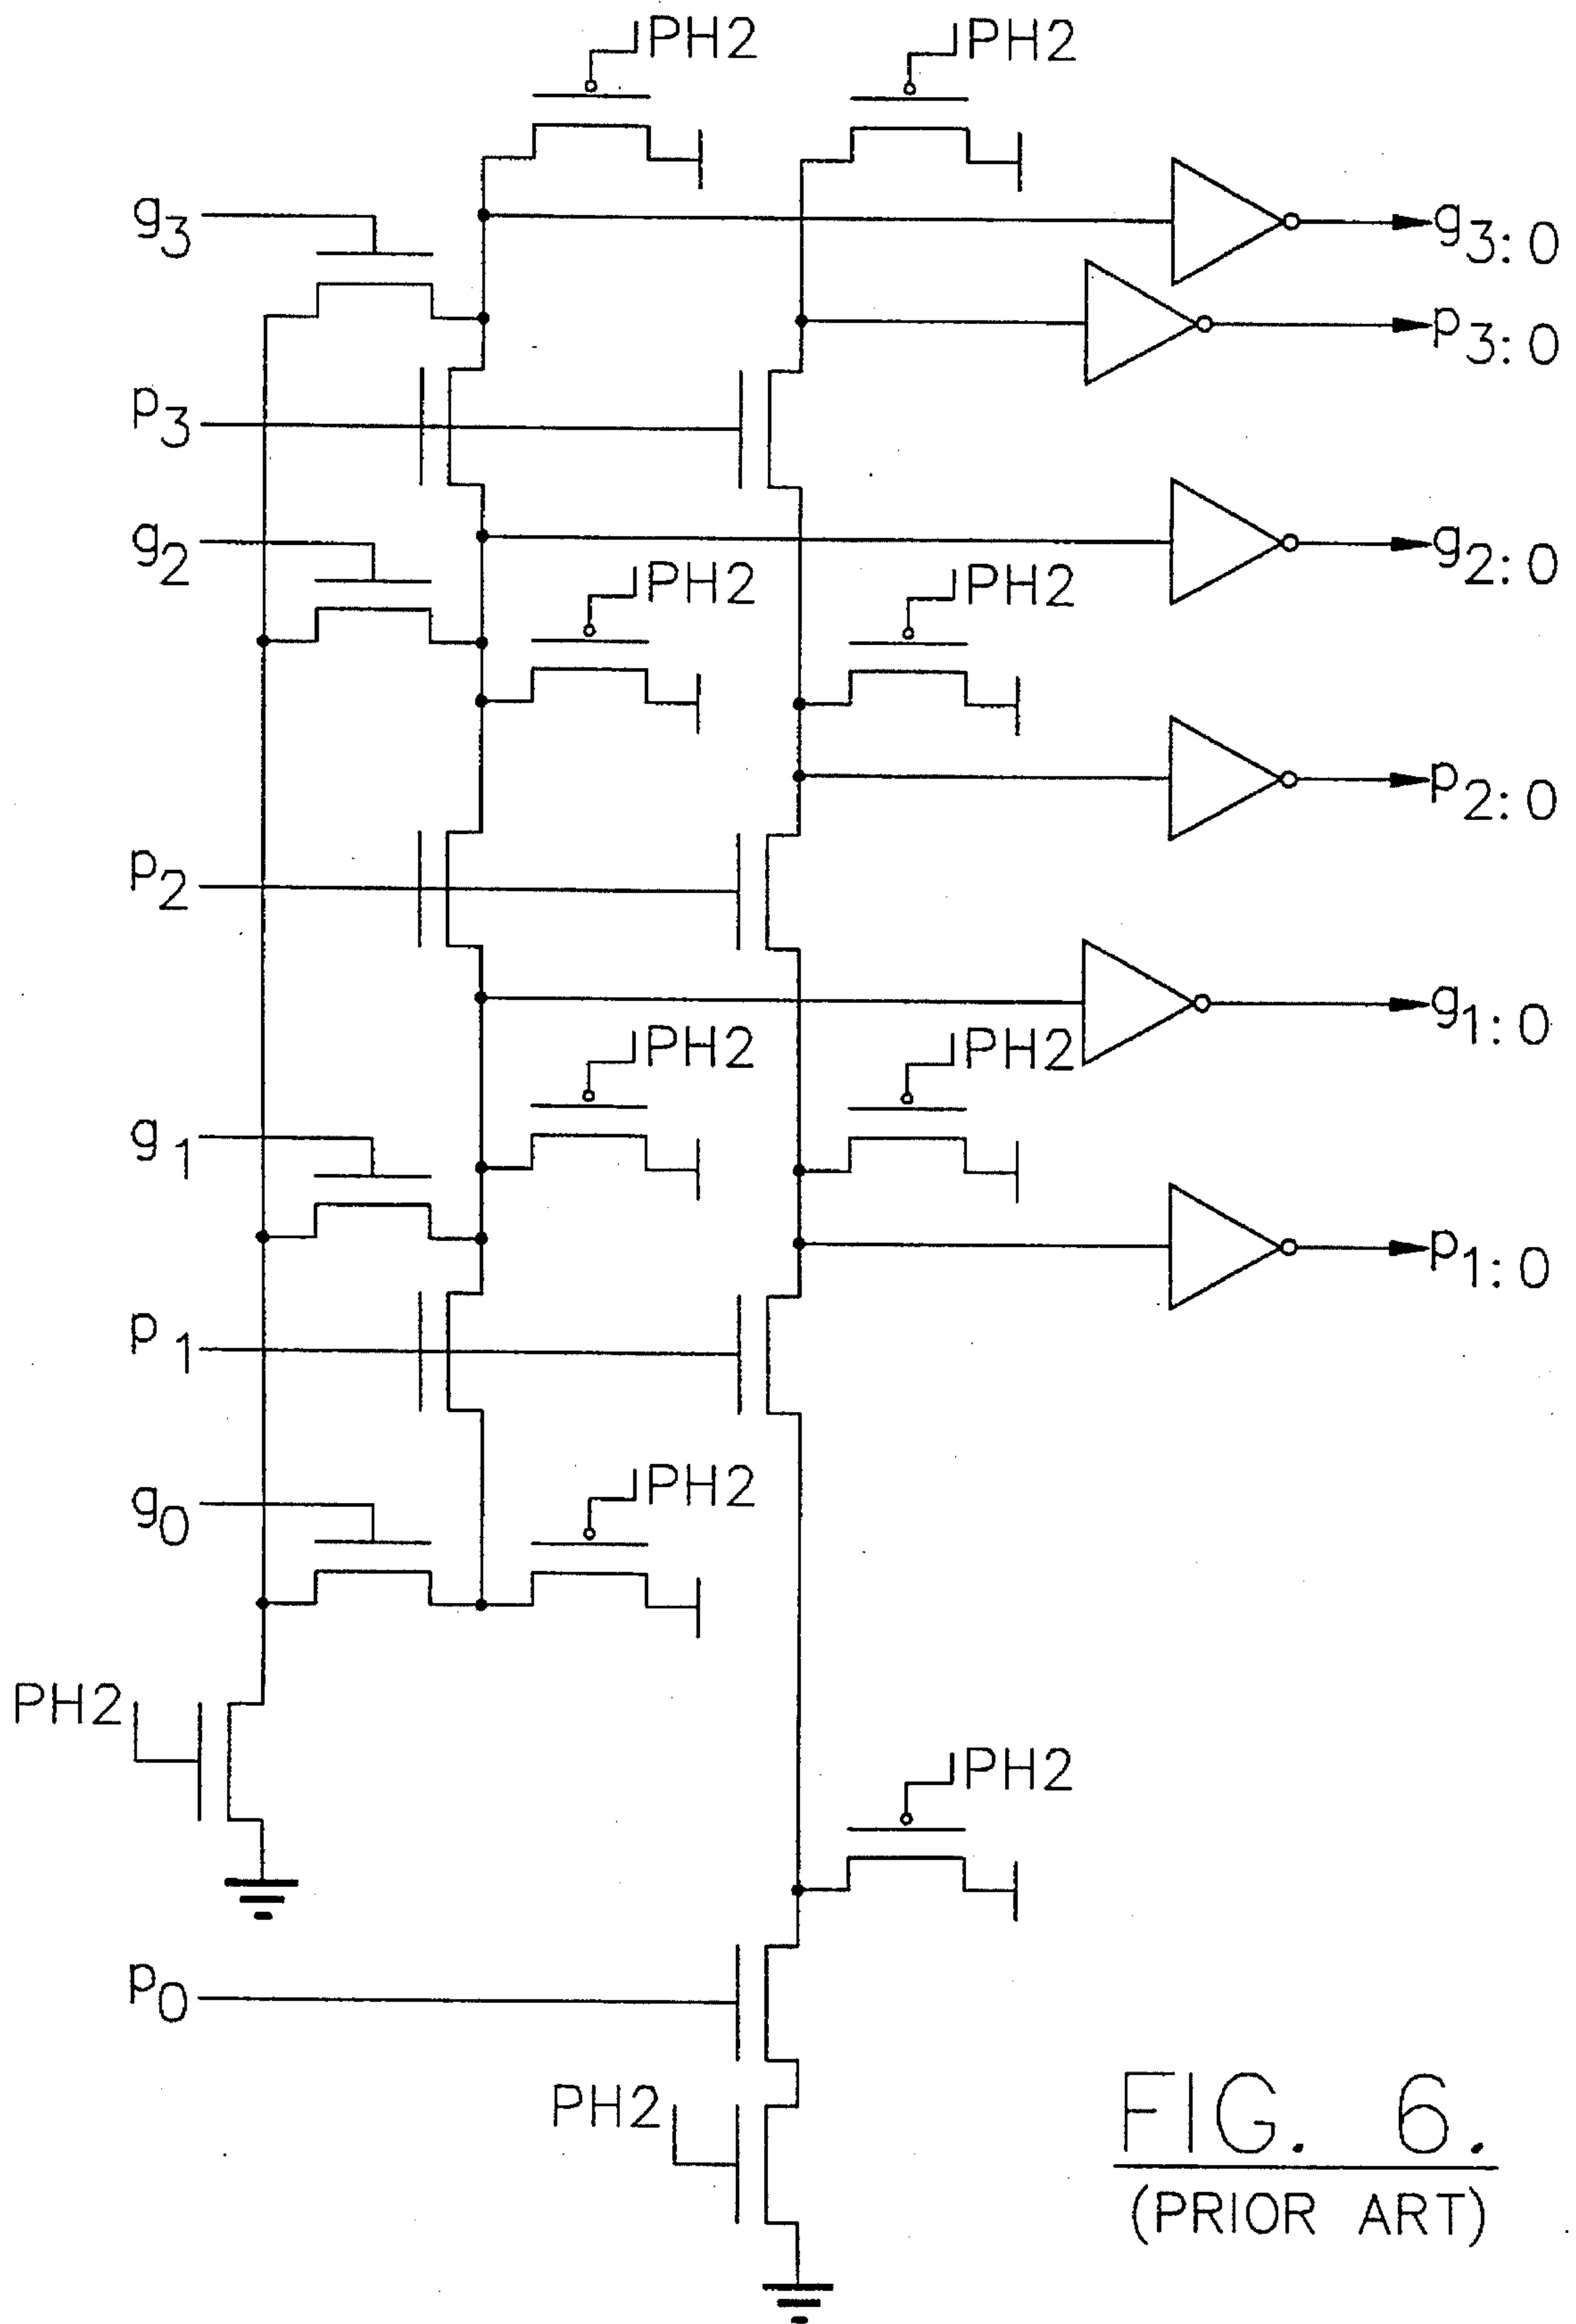 PH2 PH2
g3 g3:0
p3:0
p3
g2 g2:0
PH2 PH2
p2:0
p2
g1:0
PH2 PH2
g1
p1:0
p1
PH2
g0
PH2
PH2
p0
PH2
FIG. 6.
(PRIOR ART)